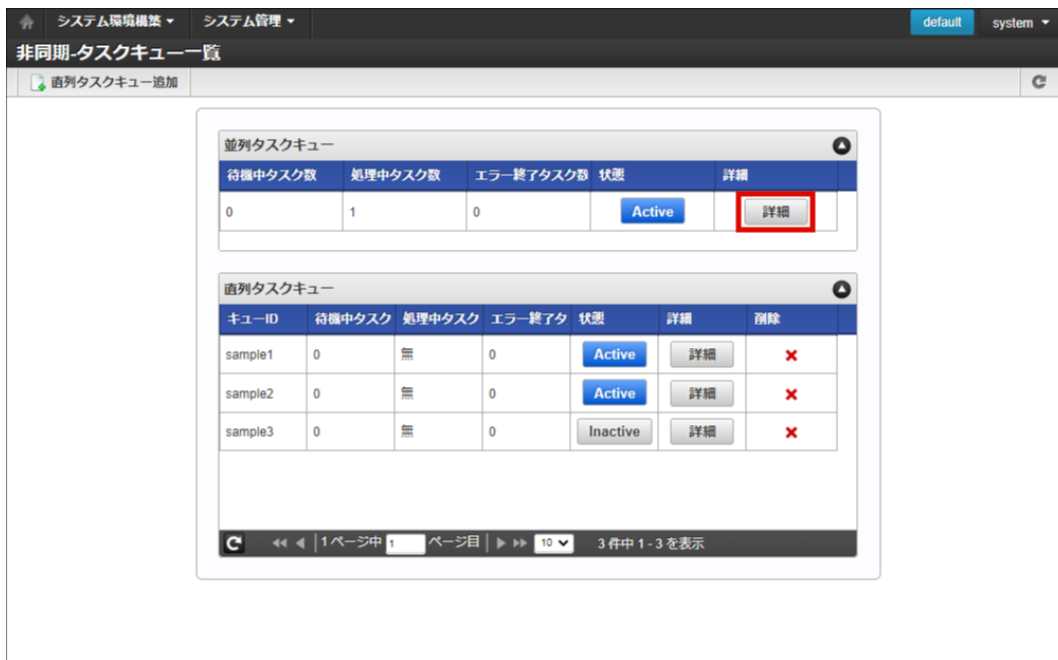 システム環境構築 システム管理 default system
非同期-タスクキュー一覧
直列タスクキュー追加
並列タスクキュー
待機中タスク数 処理中タスク数 エラー終了タスク数 状態 詳細
0 1 0 Active 詳細
直列タスクキュー
キューID 待機中タスク 処理中タスク エラー終了タ 状態 詳細 削除
sample1 0 無 0 Active 詳細
sample2 0 無 0 Active 詳細
sample3 0 無 0 Inactive 詳細
1ページ中 1 ページ目 10 3 件中 1 - 3 を表示